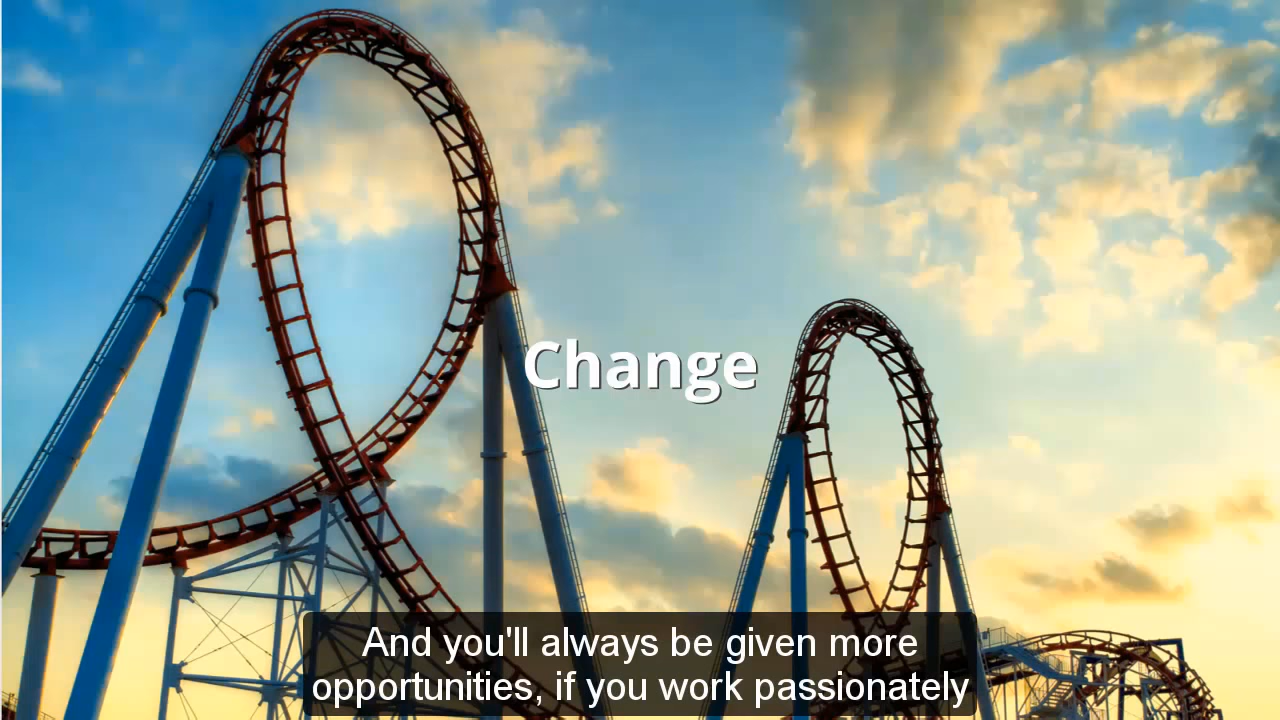 Change
And you'll always be given more
opportunities, if you work passionately